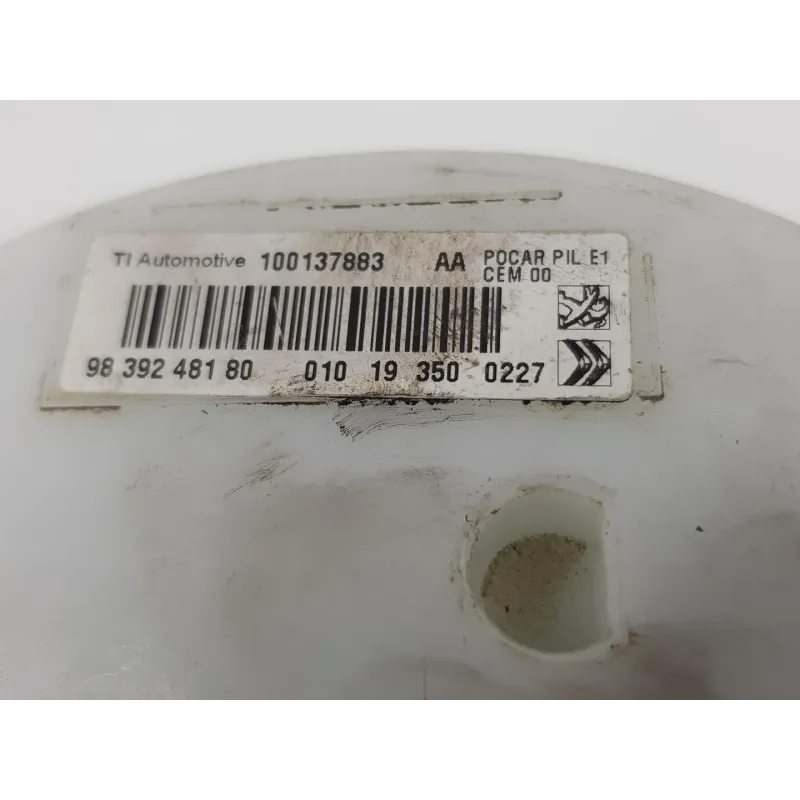 TI Automotive 100137883 AA POCAR PIL E1
CEM 00
98 392 481 80 010 19 350 0227